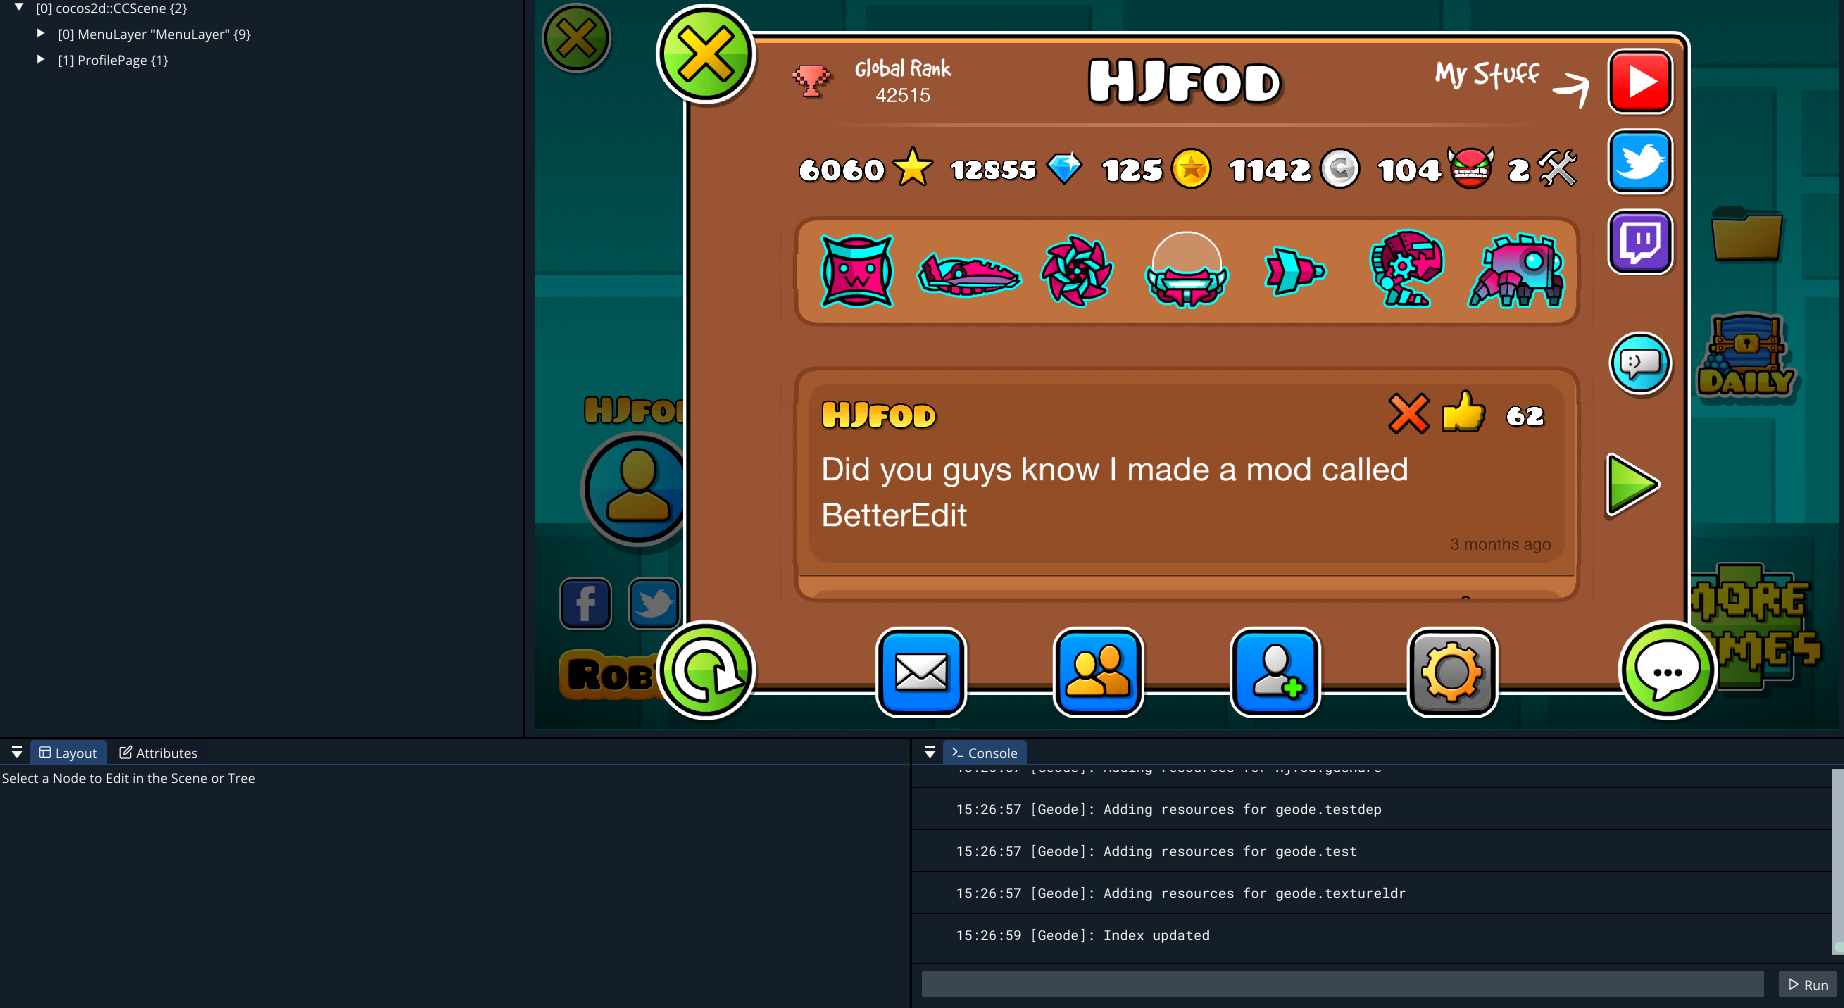 [0] cocos2d::CCScene {2}
[0] MenuLayer "MenuLayer" {9}
[1] ProfilePage {1}
Global Rank
42515
HJfod
My Stuff
6060 12855 125 1142 104 2
HJfod
62
Did you guys know I made a mod called
BetterEdit
3 months ago
DAILY
Layout
Attributes
Select a Node to Edit in the Scene or Tree
Console
15:26:57 [Geode]: Adding resources for geode.testdep
15:26:57 [Geode]: Adding resources for geode.test
15:26:57 [Geode]: Adding resources for geode.textureldr
15:26:59 [Geode]: Index updated
Run